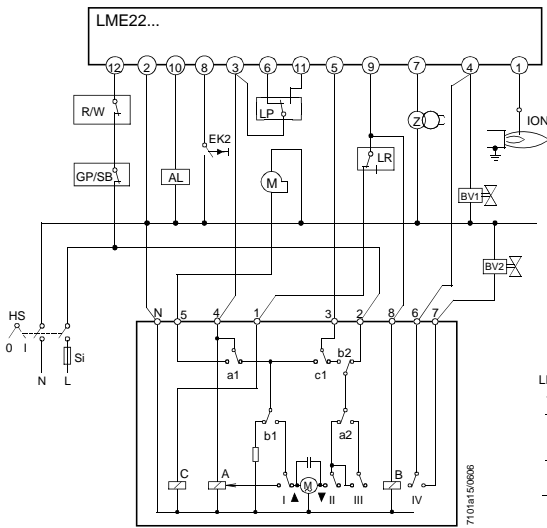 LME22...
12 2 10 8 3 6 11 5 9 7 4 1
R/W
LP
Z
ION
EK2
GP/SB
AL
M
LR
BV1
BV2
HS
0 I
Si
N L
N 5 4 1 3 2 8 6 7
a1
c1
b2
b1
a2
C A
I M II III B IV
7101a15/0606